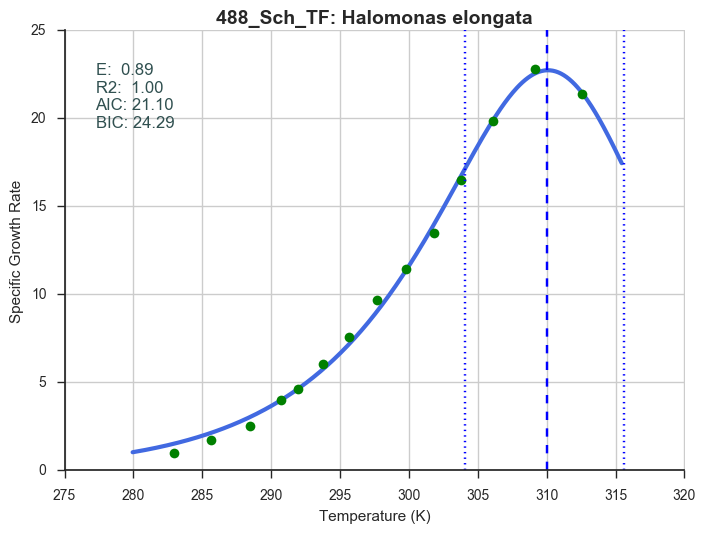 488_Sch_TF: Halomonas elongata
E:  0.89
R2:  1.00
AIC: 21.10
BIC: 24.29
Specific Growth Rate
25
20
15
10
5
0
275 280 285 290 295 300 305 310 315 320
Temperature (K)